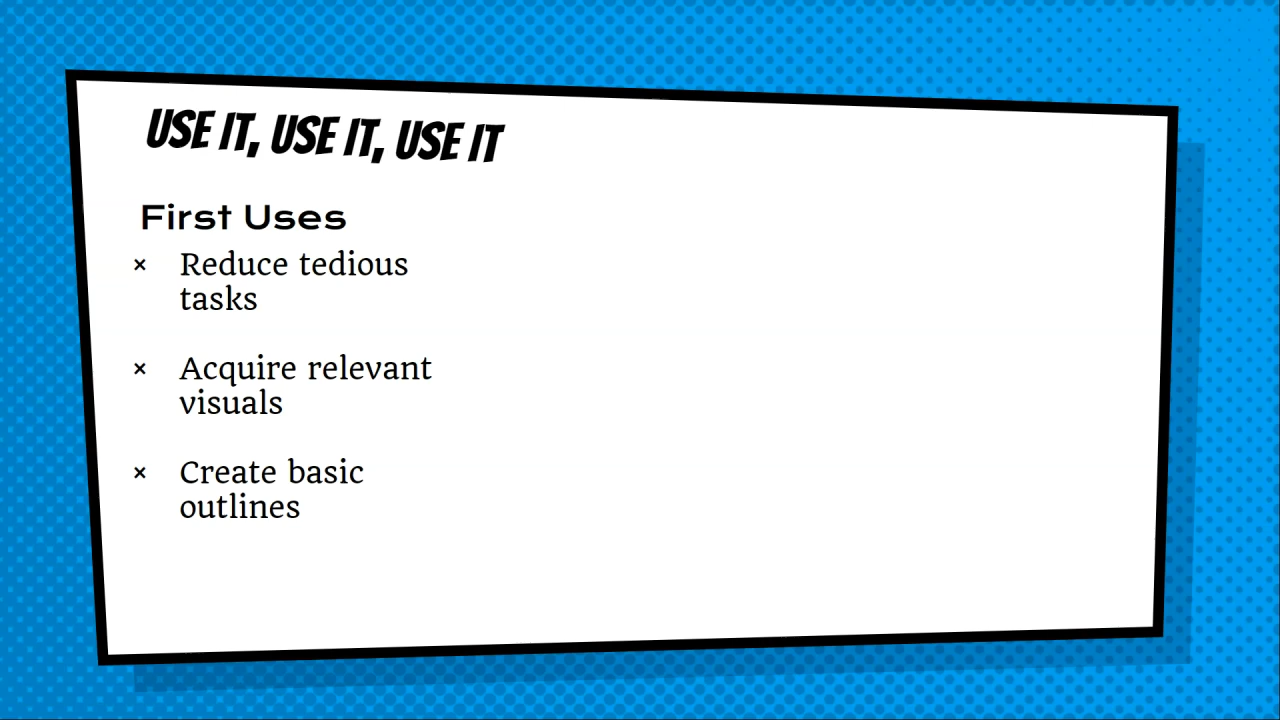 USE IT, USE IT, USE IT
First Uses
× Reduce tedious
tasks
× Acquire relevant
visuals
× Create basic
outlines